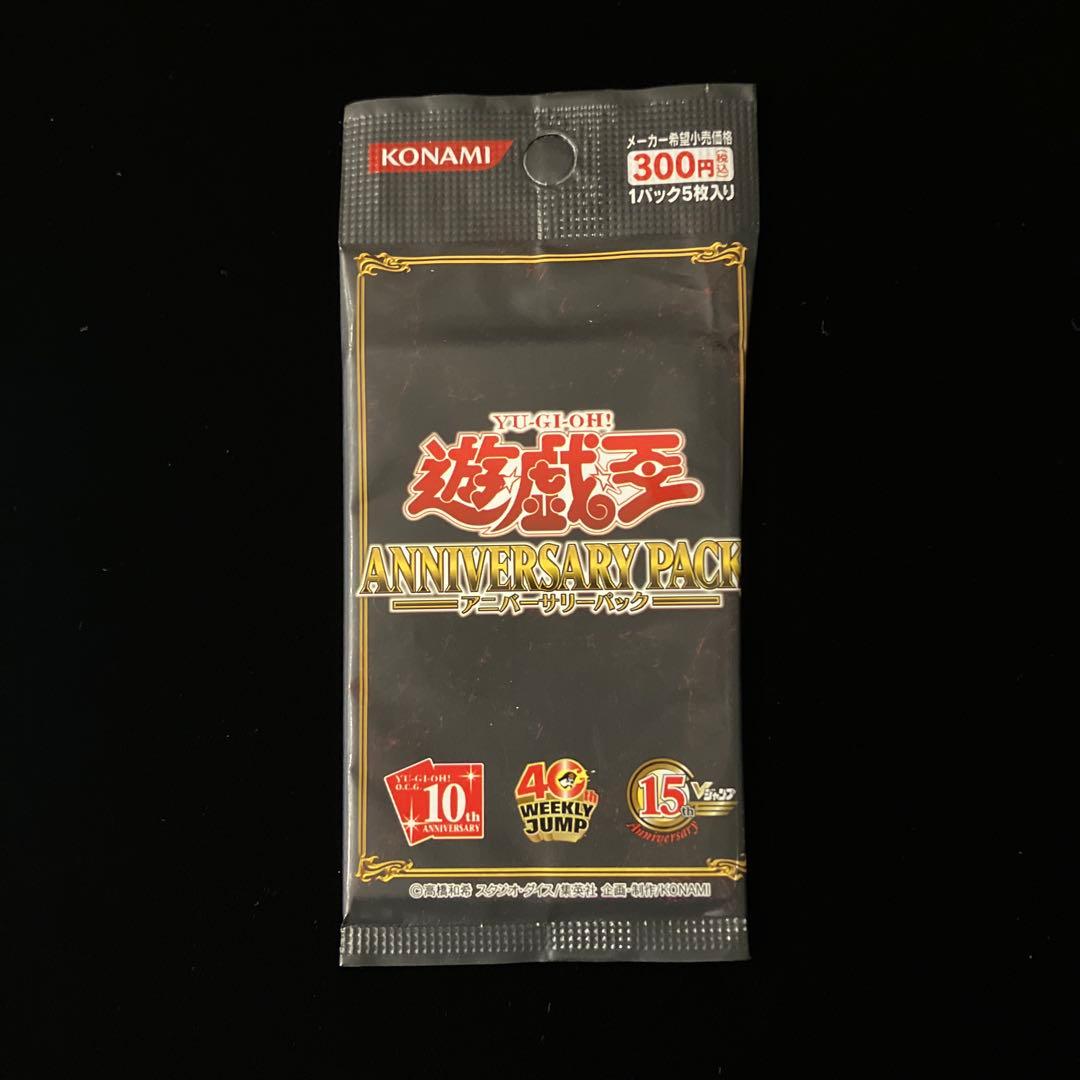 KONAMI
メーカー希望小売価格
300円(税込)
1パック5枚入り
YU-GI-OH!
遊☆戯☆王
ANNIVERSARY PACK
アニバーサリーパック
YU-GI-OH!
O.C.G.
10th
ANNIVERSARY
40th
WEEKLY
JUMP
15th
Vジャンプ
Anniversary
©高橋和希 スタジオ・ダイス/集英社 企画・制作/KONAMI